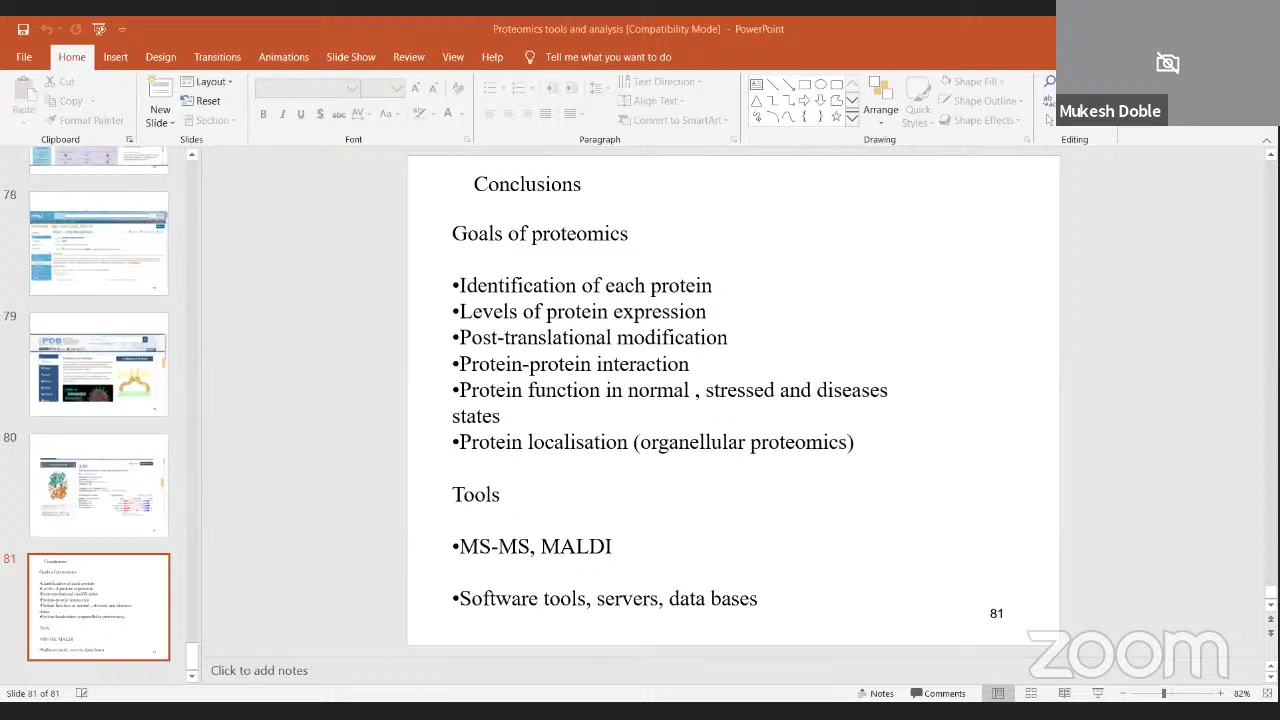 Proteomics tools and analysis [Compatibility Mode] - PowerPoint
File Home Insert Design Transitions Animations Slide Show Review View Help Tell me what you want to do
Paste
Cut
Copy
Format Painter
Clipboard
New Slide
Layout
Reset
Section
Slides
B I U S abc AV Aa A
Font
Text Direction
Align Text
Convert to SmartArt
Paragraph
Arrange
Quick Styles
Shape Fill
Shape Outline
Shape Effects
Drawing
Editing
Mukesh Doble
78
79
PDB
80
81
Conclusions
Goals of proteomics
•Identification of each protein
•Levels of protein expression
•Post-translational modification
•Protein-protein interaction
•Protein function in normal , stressed and diseases
states
•Protein localisation (organellular proteomics)
Tools
•MS-MS, MALDI
•Software tools, servers, data bases
81
Click to add notes
zoom
Slide 81 of 81
Notes Comments 82%